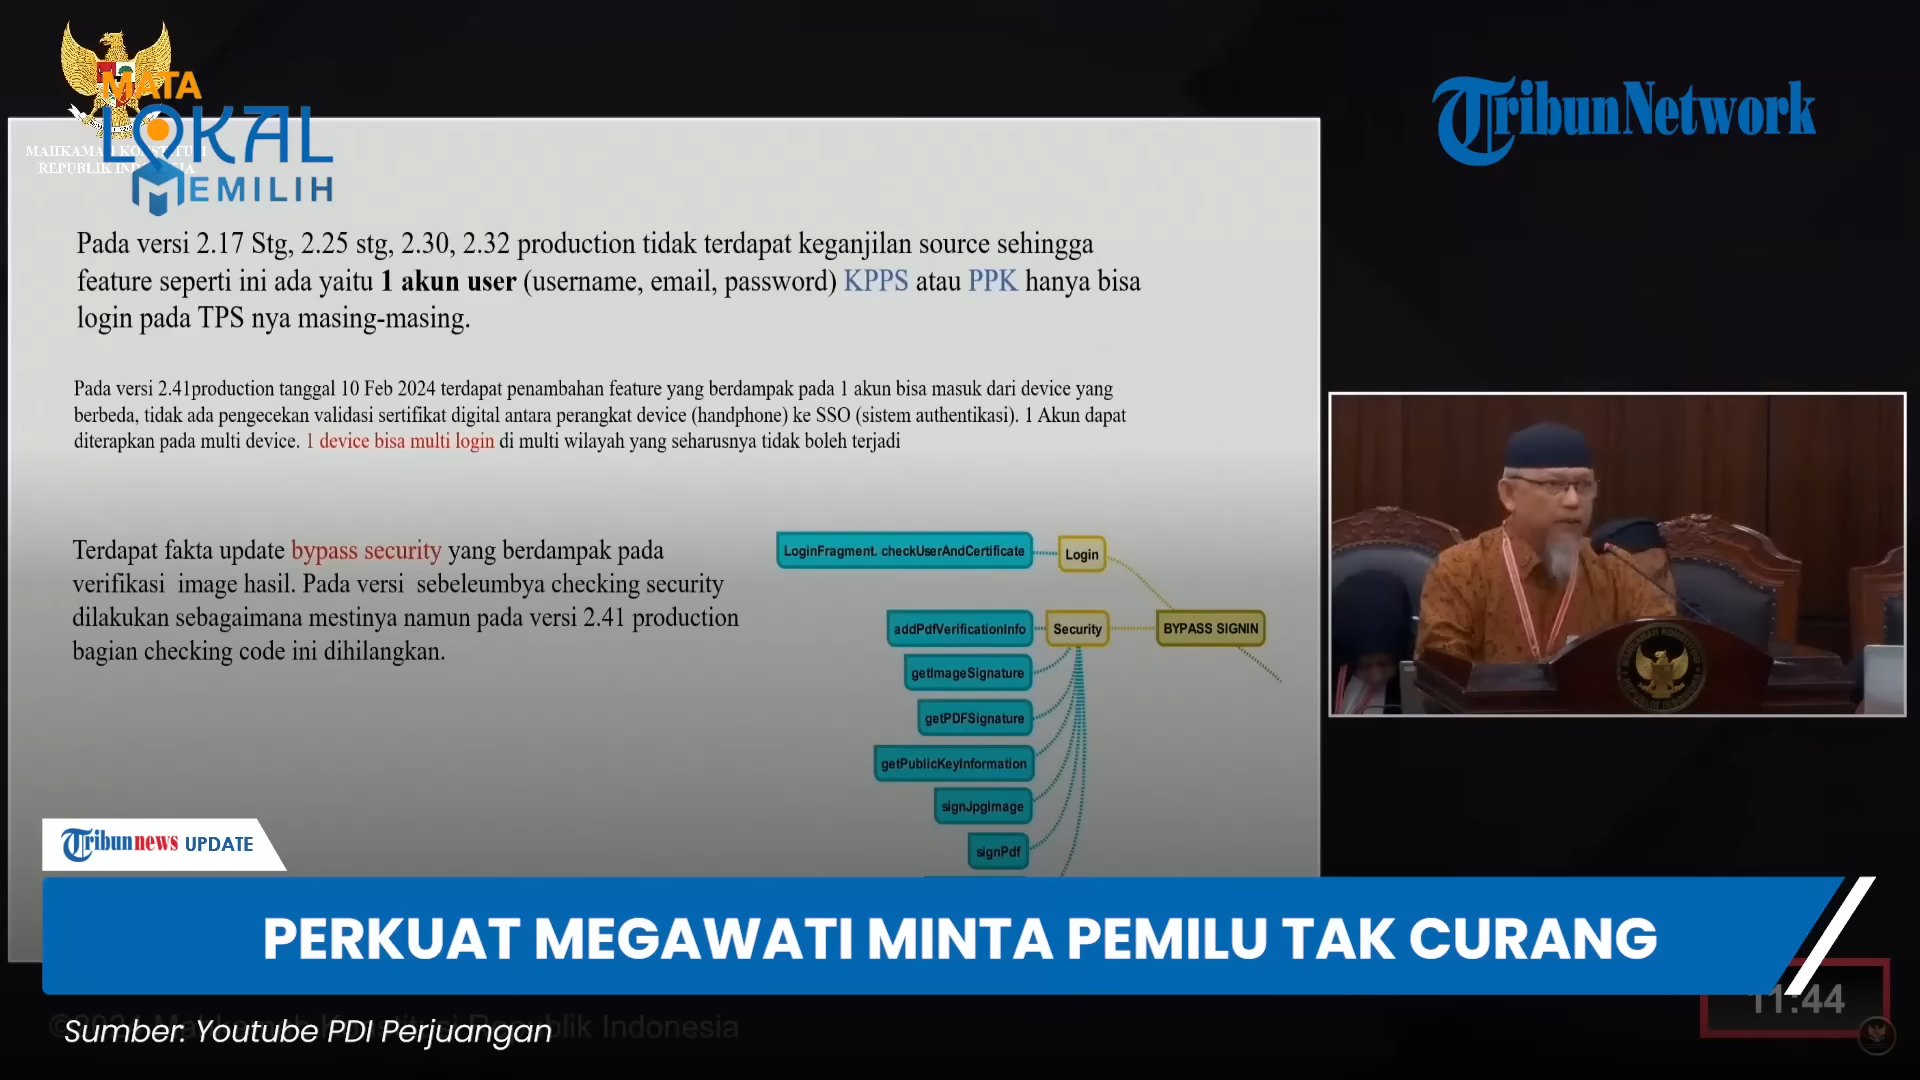 MATA
LOKAL
MEMILIH
MAHKAMAH KONSTITUSI
REPUBLIK INDONESIA
TribunNetwork
Pada versi 2.17 Stg, 2.25 stg, 2.30, 2.32 production tidak terdapat keganjilan source sehingga
feature seperti ini ada yaitu 1 akun user (username, email, password) KPPS atau PPK hanya bisa
login pada TPS nya masing-masing.
Pada versi 2.41production tanggal 10 Feb 2024 terdapat penambahan feature yang berdampak pada 1 akun bisa masuk dari device yang
berbeda, tidak ada pengecekan validasi sertifikat digital antara perangkat device (handphone) ke SSO (sistem authentikasi). 1 Akun dapat
diterapkan pada multi device. 1 device bisa multi login di multi wilayah yang seharusnya tidak boleh terjadi
Terdapat fakta update bypass security yang berdampak pada
verifikasi image hasil. Pada versi sebeleumbya checking security
dilakukan sebagaimana mestinya namun pada versi 2.41 production
bagian checking code ini dihilangkan.
LoginFragment. checkUserAndCertificate
Login
addPdfVerificationInfo
Security
BYPASS SIGNIN
getImageSignature
getPDFSignature
getPublicKeyInformation
signJpgImage
signPdf
Tribunnews UPDATE
PERKUAT MEGAWATI MINTA PEMILU TAK CURANG
11:44
Sumber: Youtube PDI Perjuangan